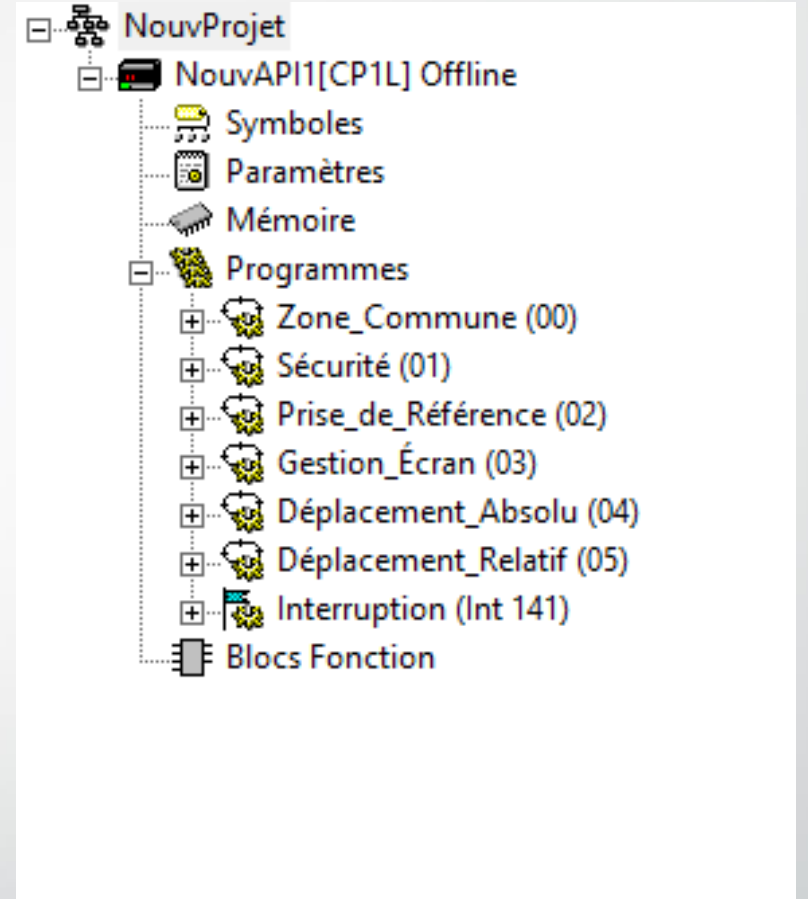 NouvProjet
NouvAPI1[CP1L] Offline
Symboles
Paramètres
Mémoire
Programmes
Zone_Commune (00)
Sécurité (01)
Prise_de_Référence (02)
Gestion_Écran (03)
Déplacement_Absolu (04)
Déplacement_Relatif (05)
Interruption (Int 141)
Blocs Fonction